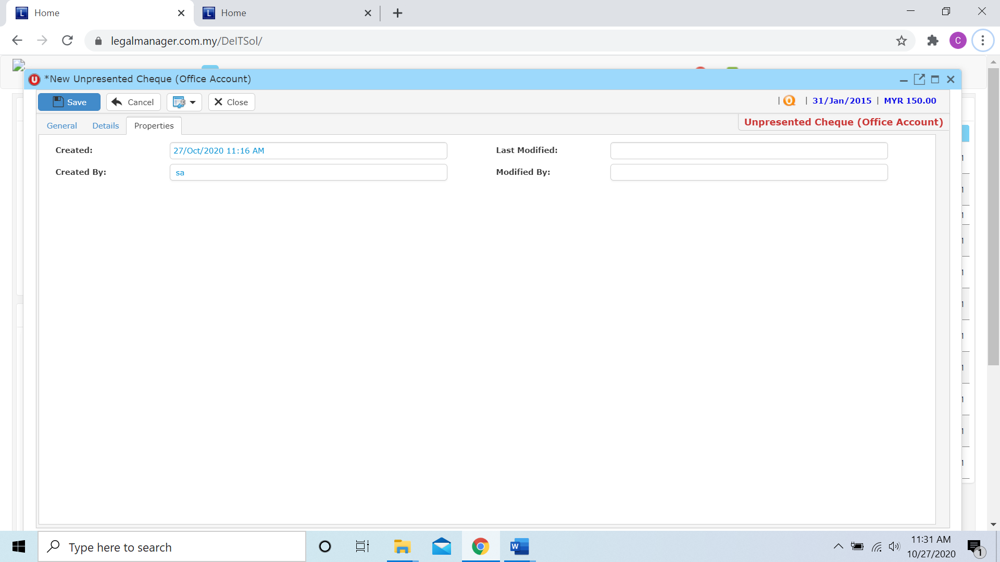 Home
Home
legalmanager.com.my/DeITSol/
C
*New Unpresented Cheque (Office Account)
Save Cancel Close | | 31/Jan/2015 | MYR 150.00
General Details Properties Unpresented Cheque (Office Account)
Created: 27/Oct/2020 11:16 AM Last Modified:
Created By: sa Modified By:
Type here to search
11:31 AM
10/27/2020
1